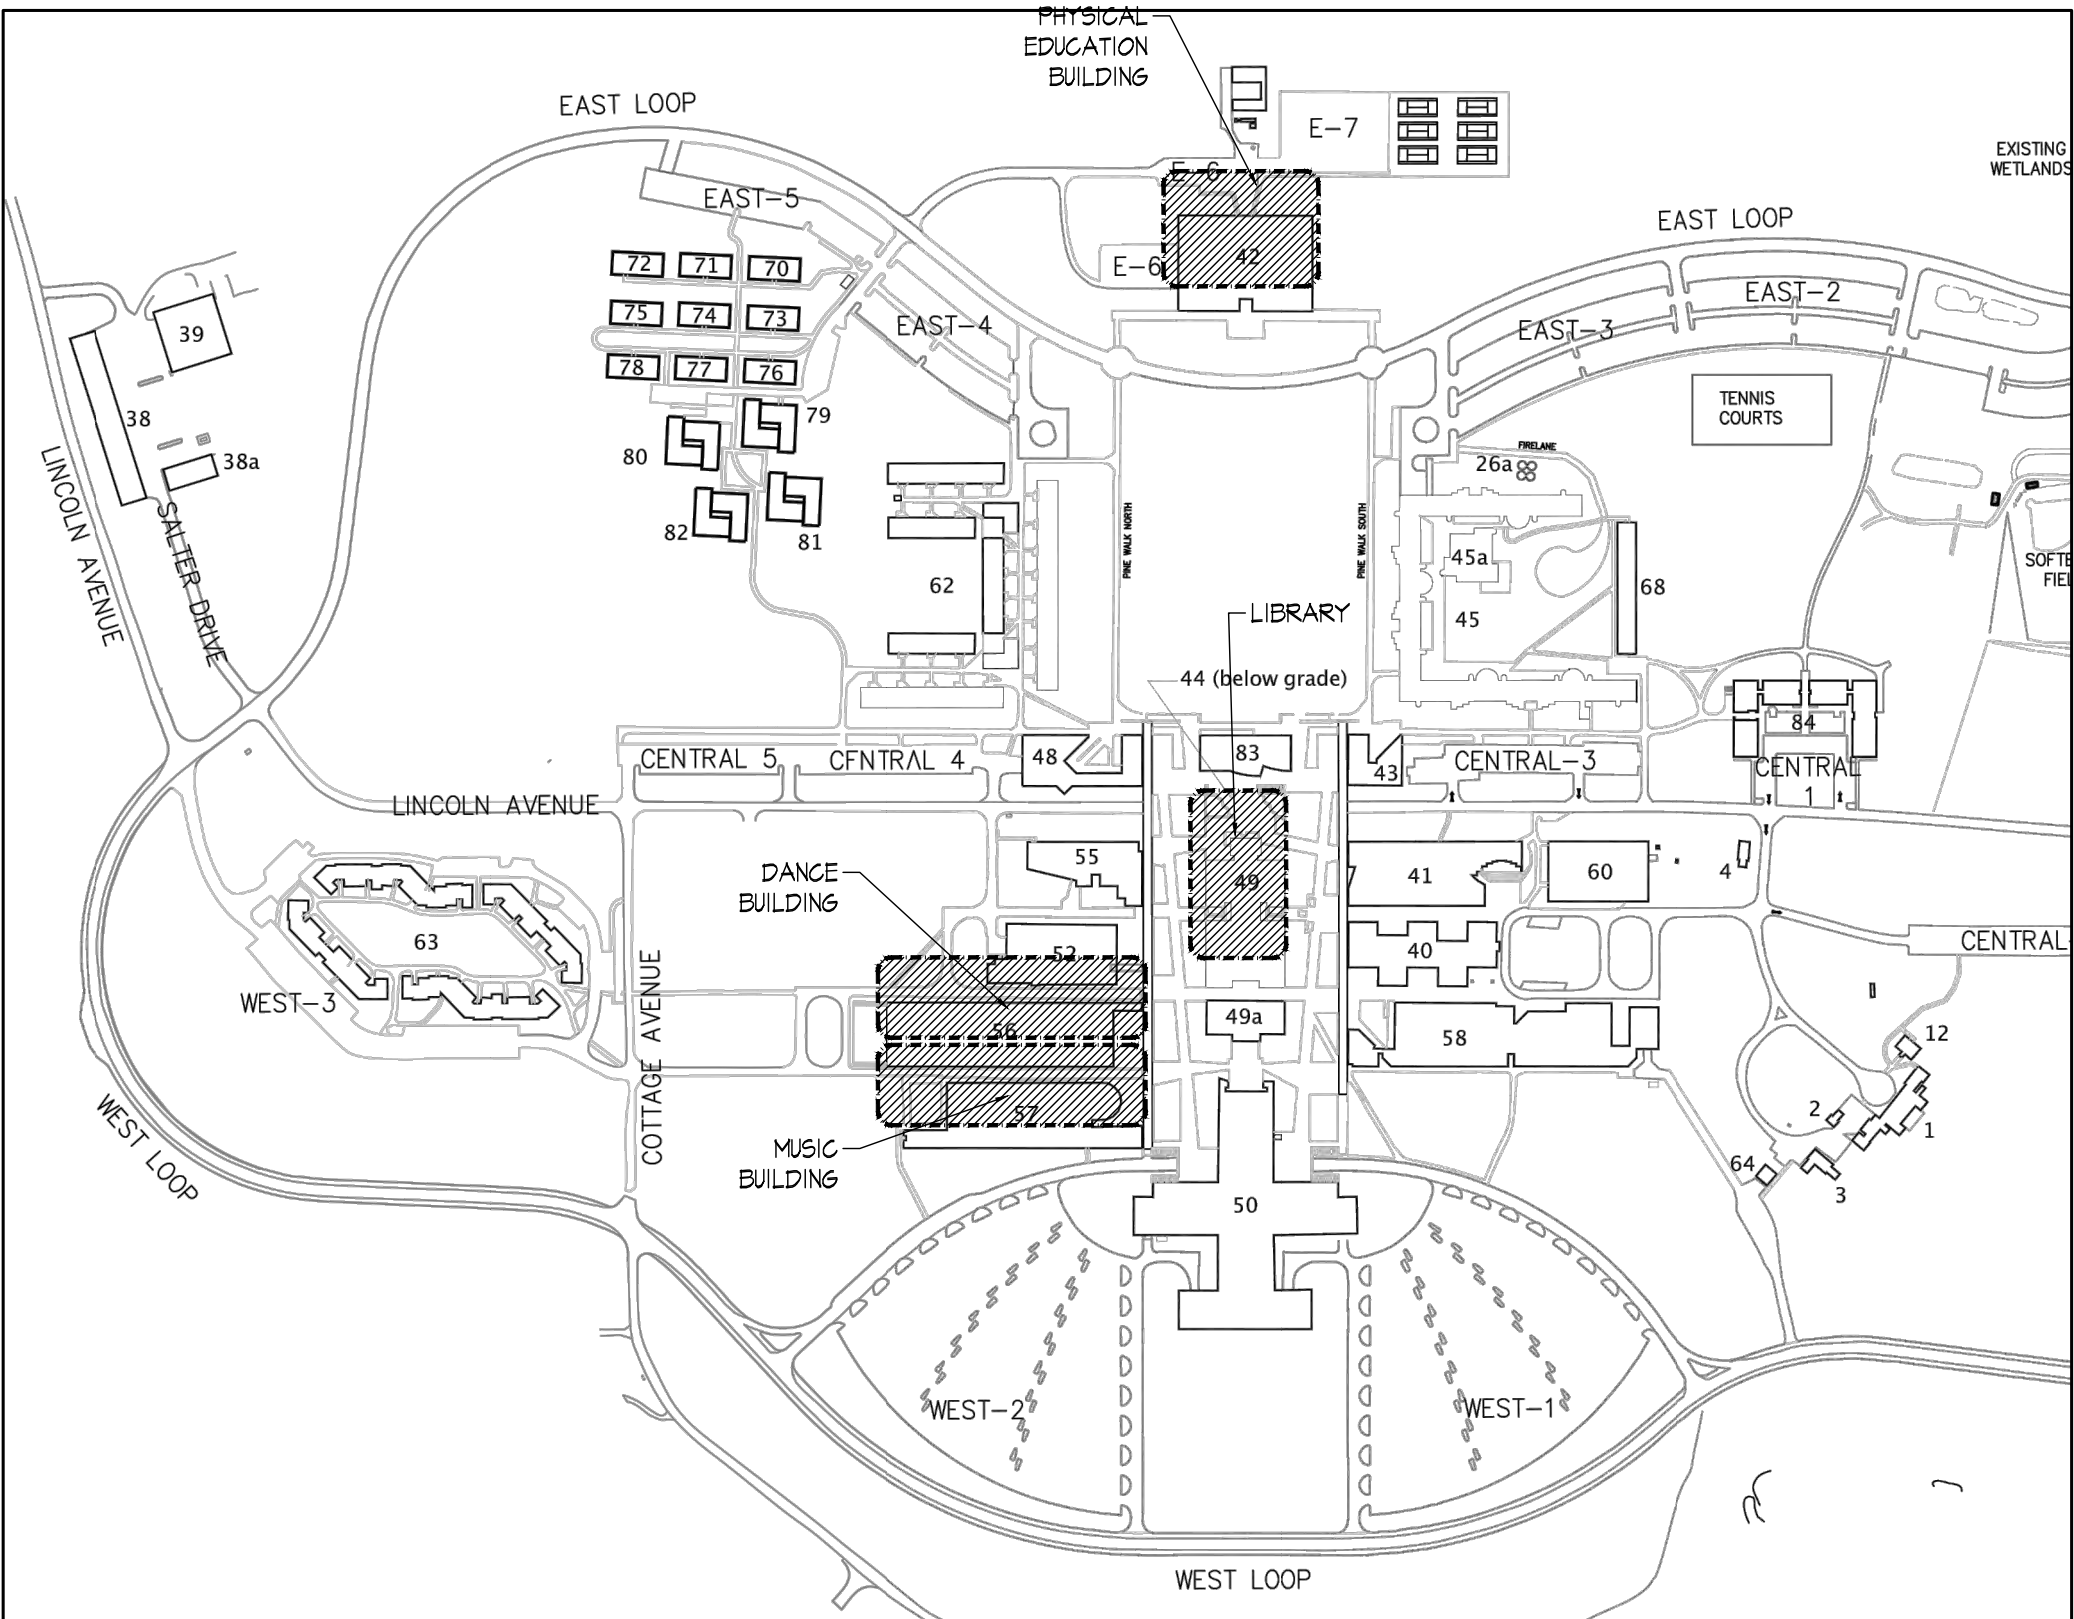 PHYSICAL
EDUCATION
BUILDING
EAST LOOP
E-7
EXISTING
WETLANDS
E-6
EAST-5
EAST LOOP
42
E-6
72
71
70
EAST-2
75
74
73
EAST-4
EAST-3
39
78
77
76
TENNIS
COURTS
38
79
80
38a
FIRELANE
26a
LINCOLN AVENUE
SALTER DRIVE
82
81
PINE WALK NORTH
PINE WALK SOUTH
45a
62
68
LIBRARY
45
44 (below grade)
84
CENTRAL 5
CENTRAL 4
48
83
43
CENTRAL-3
CENTRAL
1
LINCOLN AVENUE
DANCE
BUILDING
55
49
41
60
4
63
52
40
CENTRAL-
WEST-3
COTTAGE AVENUE
56
49a
58
12
57
2
1
MUSIC
BUILDING
WEST LOOP
64
3
50
WEST-2
WEST-1
WEST LOOP